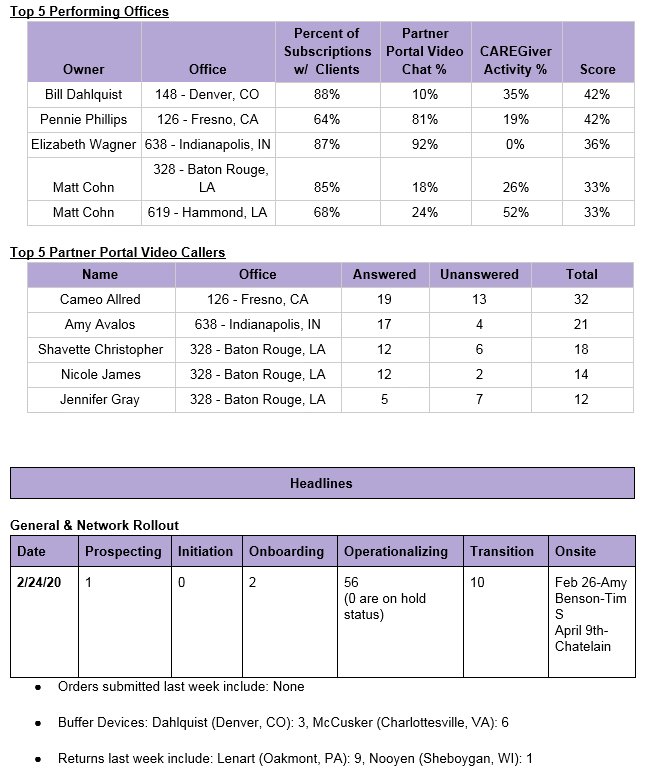 Top 5 Performing Offices
Owner Office Percent of Subscriptions w/ Clients Partner Portal Video Chat % CAREGiver Activity % Score
Bill Dahlquist 148 - Denver, CO 88% 10% 35% 42%
Pennie Phillips 126 - Fresno, CA 64% 81% 19% 42%
Elizabeth Wagner 638 - Indianapolis, IN 87% 92% 0% 36%
Matt Cohn 328 - Baton Rouge, LA 85% 18% 26% 33%
Matt Cohn 619 - Hammond, LA 68% 24% 52% 33%
Top 5 Partner Portal Video Callers
Name Office Answered Unanswered Total
Cameo Allred 126 - Fresno, CA 19 13 32
Amy Avalos 638 - Indianapolis, IN 17 4 21
Shavette Christopher 328 - Baton Rouge, LA 12 6 18
Nicole James 328 - Baton Rouge, LA 12 2 14
Jennifer Gray 328 - Baton Rouge, LA 5 7 12
Headlines
General & Network Rollout
Date Prospecting Initiation Onboarding Operationalizing Transition Onsite
2/24/20 1 0 2 56 (0 are on hold status) 10 Feb 26-Amy Benson-Tim S April 9th-Chatelain
● Orders submitted last week include: None
● Buffer Devices: Dahlquist (Denver, CO): 3, McCusker (Charlottesville, VA): 6
● Returns last week include: Lenart (Oakmont, PA): 9, Nooyen (Sheboygan, WI): 1